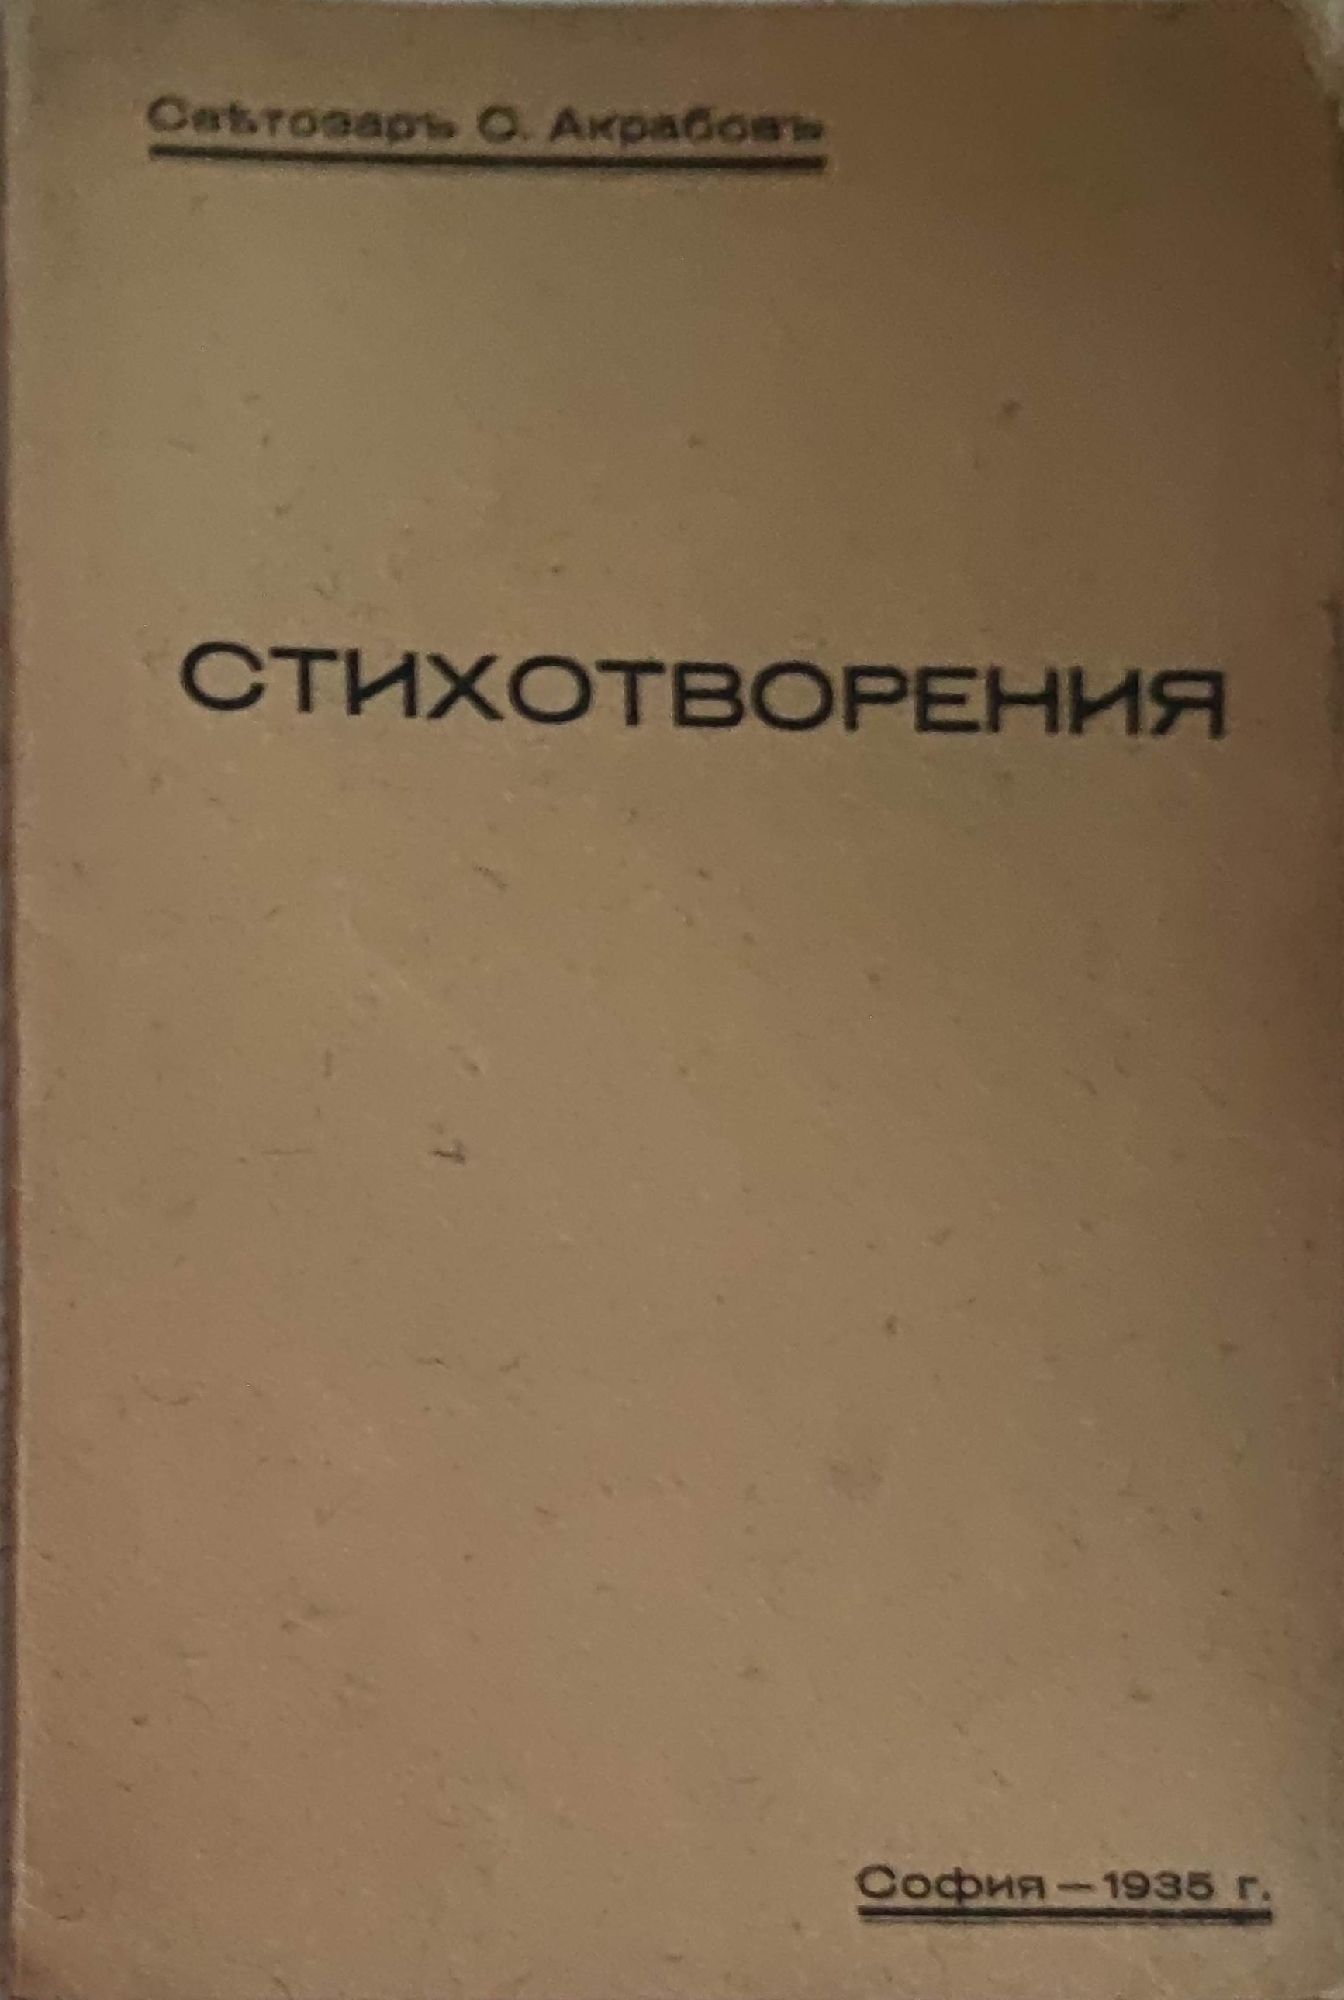 Свѣтозаръ С. Акрабовъ
СТИХОТВОРЕНИЯ
София — 1935 г.